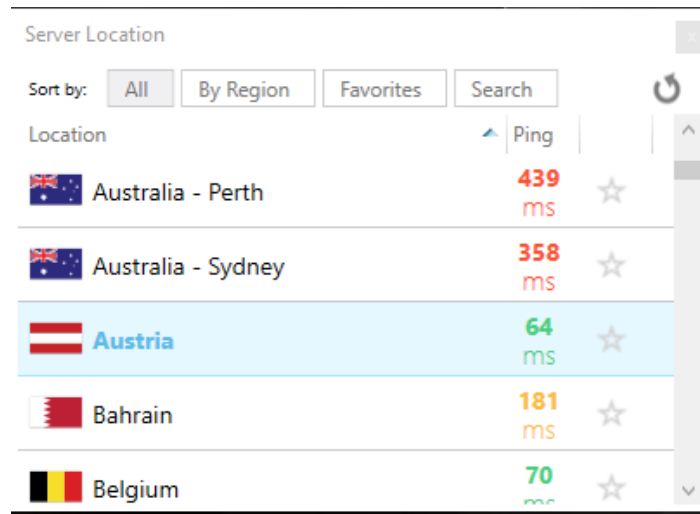 Server Location
x
Sort by: All By Region Favorites Search
Location Ping
Australia - Perth 439
ms
Australia - Sydney 358
ms
Austria 64
ms
Bahrain 181
ms
Belgium 70
ms